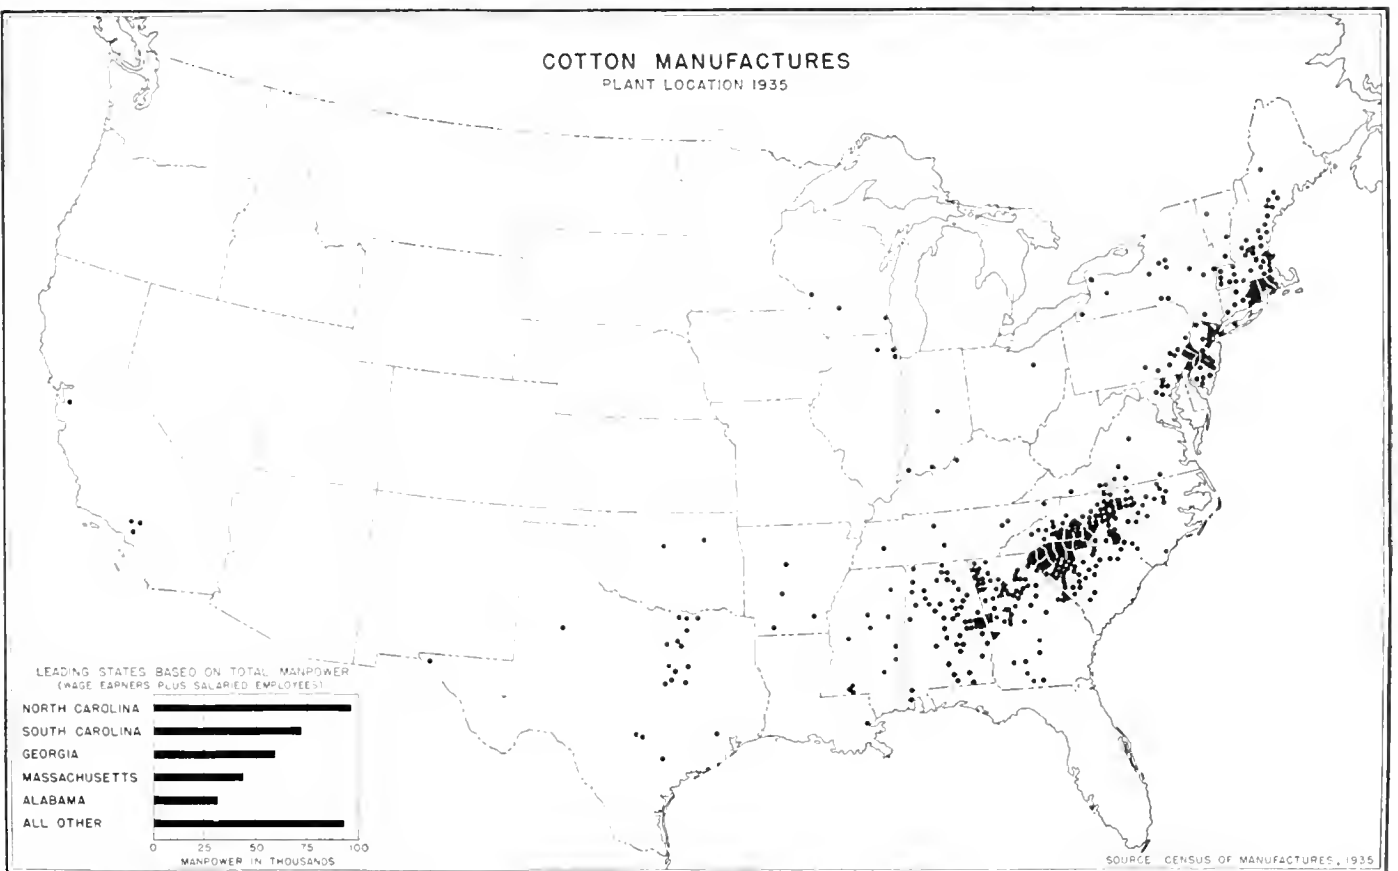 COTTON MANUFACTURES
PLANT LOCATION 1935
LEADING STATES BASED ON TOTAL MANPOWER
(WAGE EARNERS PLUS SALARIED EMPLOYEES)
NORTH CAROLINA
SOUTH CAROLINA
GEORGIA
MASSACHUSETTS
ALABAMA
ALL OTHER
0 25 50 75 100
MANPOWER IN THOUSANDS
SOURCE CENSUS OF MANUFACTURES, 1935